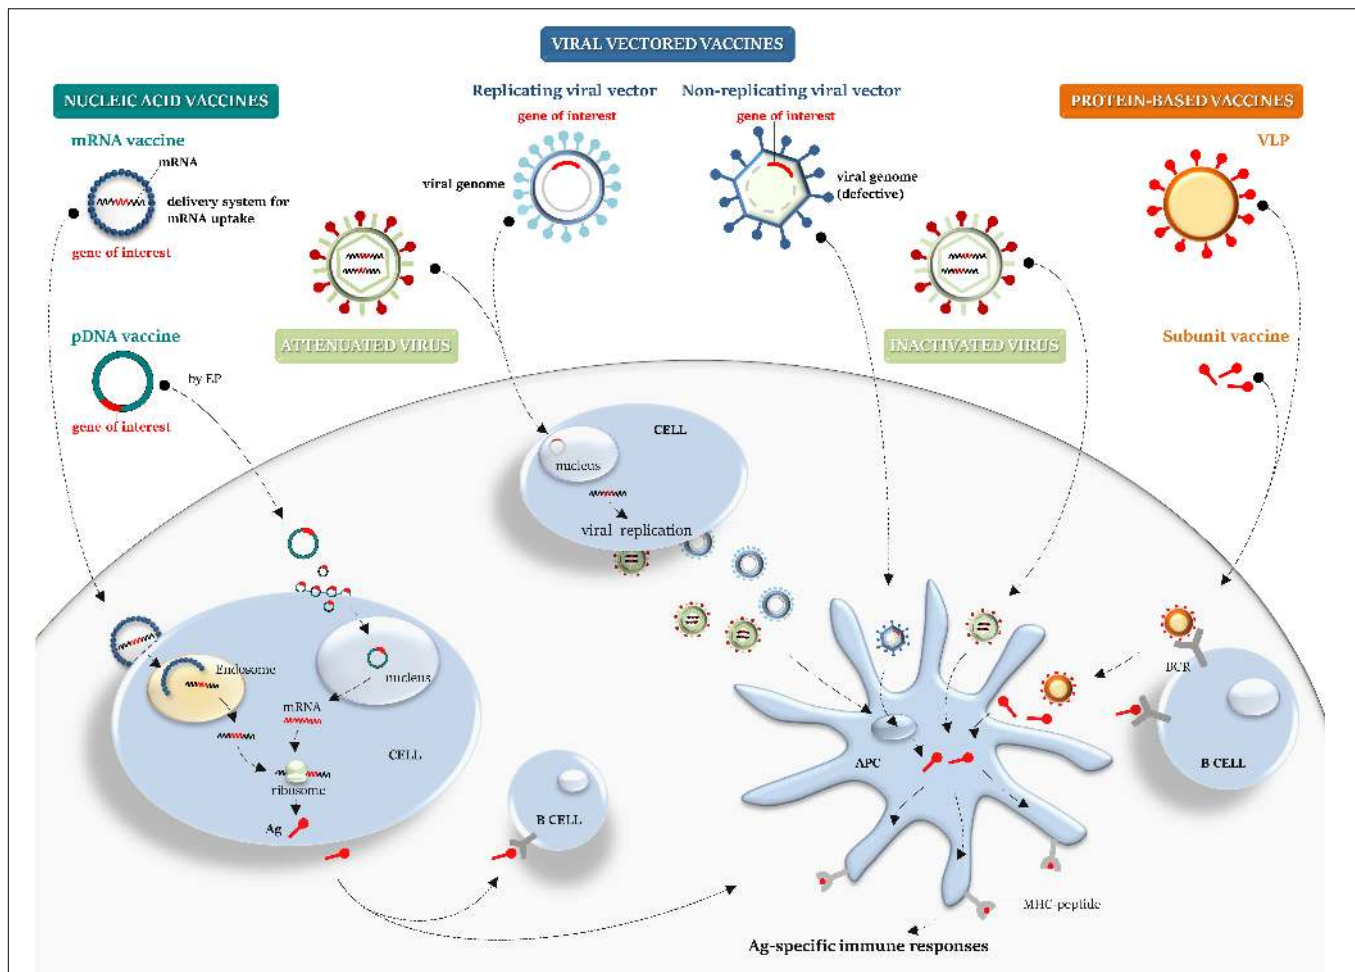 VIRAL VECTORED VACCINES
NUCLEIC ACID VACCINES
Replicating viral vector
Non-replicating viral vector
PROTEIN-BASED VACCINES
gene of interest
gene of interest
mRNA vaccine
VLP
mRNA
viral genome
viral genome
(defective)
delivery system for
mRNA uptake
gene of interest
pDNA vaccine
ATTENUATED VIRUS
INACTIVATED VIRUS
Subunit vaccine
by EP
gene of interest
CELL
nucleus
viral replication
Endosome
nucleus
BCR
mRNA
CELL
APC
B CELL
ribosome
Ag
B CELL
MHC-peptide
Ag-specific immune responses